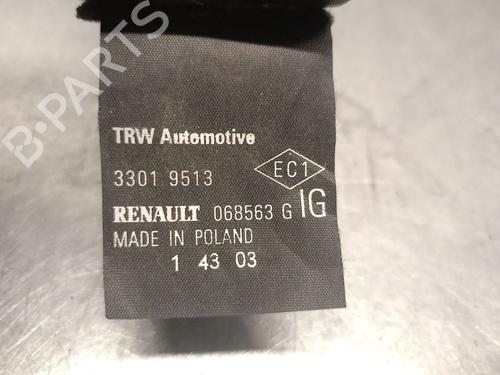 TRW Automotive
3301 9513 EC1
RENAULT 068563 G IG
MADE IN POLAND
1 43 03
B-PARTS